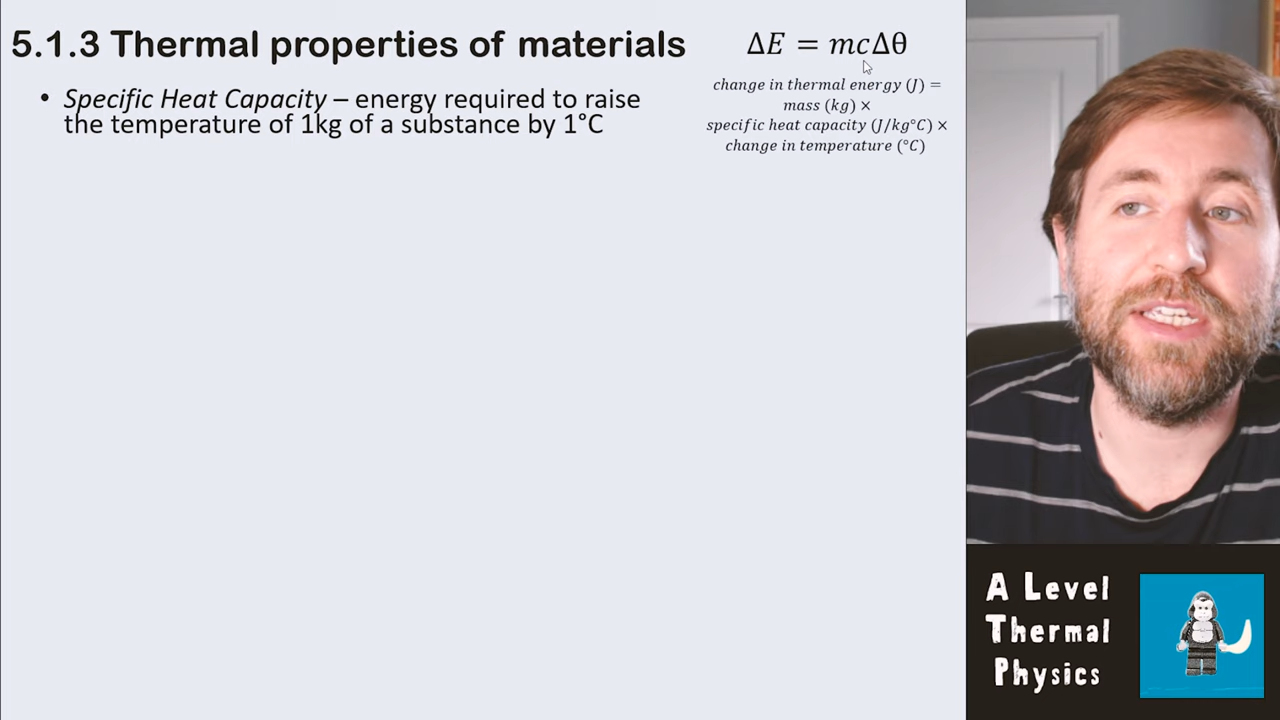 5.1.3 Thermal properties of materials
• Specific Heat Capacity – energy required to raise
the temperature of 1kg of a substance by 1°C
ΔE = mcΔθ
change in thermal energy (J) =
mass (kg) ×
specific heat capacity (J/kg°C) ×
change in temperature (°C)
A Level
Thermal
Physics